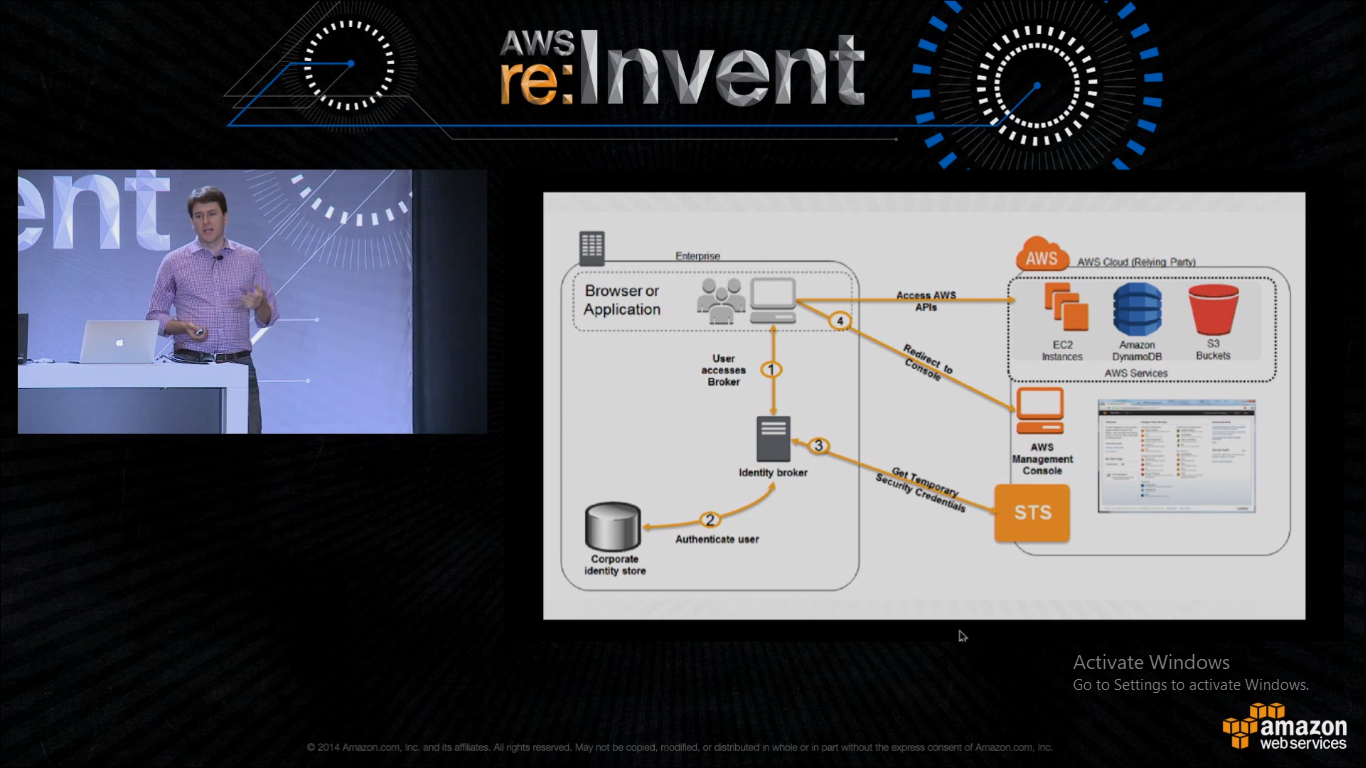 AWS
re:Invent
ent
Enterprise
Browser or
Application
4
Access AWS
APIs
Redirect to
Console
User
accesses
Broker
1
Identity broker
3
Get Temporary
Security Credentials
2
Authenticate user
Corporate
identity store
AWS
AWS Cloud (Relying Party)
EC2
Instances
Amazon
DynamoDB
S3
Buckets
AWS Services
AWS
Management
Console
STS
Activate Windows
Go to Settings to activate Windows.
amazon
web services
© 2014 Amazon.com, Inc. and its affiliates. All rights reserved. May not be copied, modified, or distributed in whole or in part without the express consent of Amazon.com, Inc.